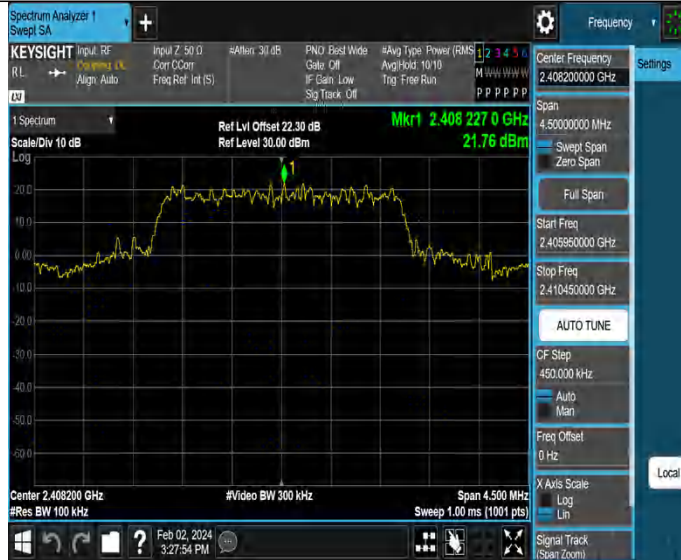 Spectrum Analyzer 1
Swept SA
+
Frequency
KEYSIGHT
Input: RF
Input Z: 50 Ω
#Atten: 30 dB
PNO: Best Wide
#Avg Type: Power (RMS
1 2 3 4 5 6
RL
Coupling: DC
Corr CCorr
Gate: Off
Avg|Hold: 10/10
M W W W W W
Align: Auto
Freq Ref: Int (S)
IF Gain: Low
Trig: Free Run
Sig Track: Off
P P P P P P
LXI
1 Spectrum
Scale/Div 10 dB
Ref Lvl Offset 22.30 dB
Ref Level 30.00 dBm
Mkr1 2.408 227 0 GHz
21.76 dBm
Log
1
20.0
10.0
0.00
-10.0
-20.0
-30.0
-40.0
-50.0
-60.0
Center 2.408200 GHz
#Video BW 300 kHz
Span 4.500 MHz
#Res BW 100 kHz
Sweep 1.00 ms (1001 pts)
Center Frequency
2.408200000 GHz
Settings
Span
4.50000000 MHz
Swept Span
Zero Span
Full Span
Start Freq
2.405950000 GHz
Stop Freq
2.410450000 GHz
AUTO TUNE
CF Step
450.000 kHz
Auto
Man
Freq Offset
0 Hz
Local
X Axis Scale
Log
Lin
Signal Track
(Span Zoom)
?
Feb 02, 2024
3:27:54 PM